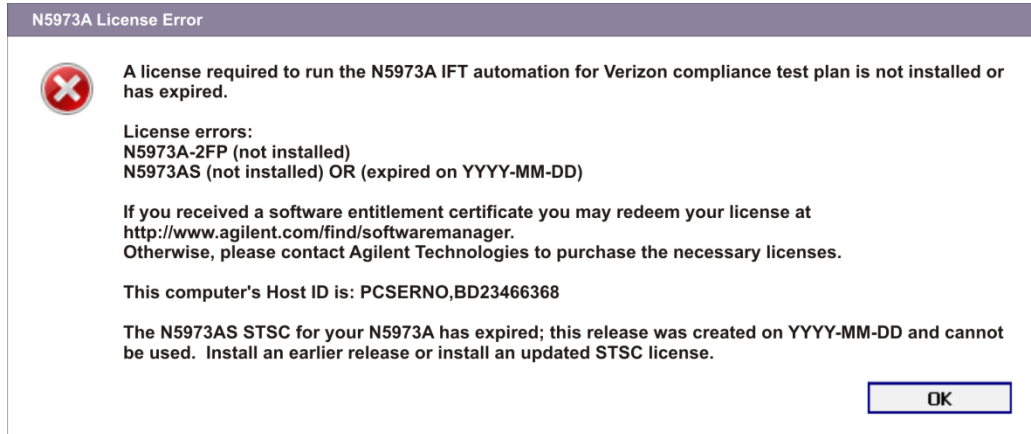 N5973A License Error
A license required to run the N5973A IFT automation for Verizon compliance test plan is not installed or
has expired.
License errors:
N5973A-2FP (not installed)
N5973AS (not installed) OR (expired on YYYY-MM-DD)
If you received a software entitlement certificate you may redeem your license at
http://www.agilent.com/find/softwaremanager.
Otherwise, please contact Agilent Technologies to purchase the necessary licenses.
This computer's Host ID is: PCSERNO,BD23466368
The N5973AS STSC for your N5973A has expired; this release was created on YYYY-MM-DD and cannot
be used.  Install an earlier release or install an updated STSC license.
OK